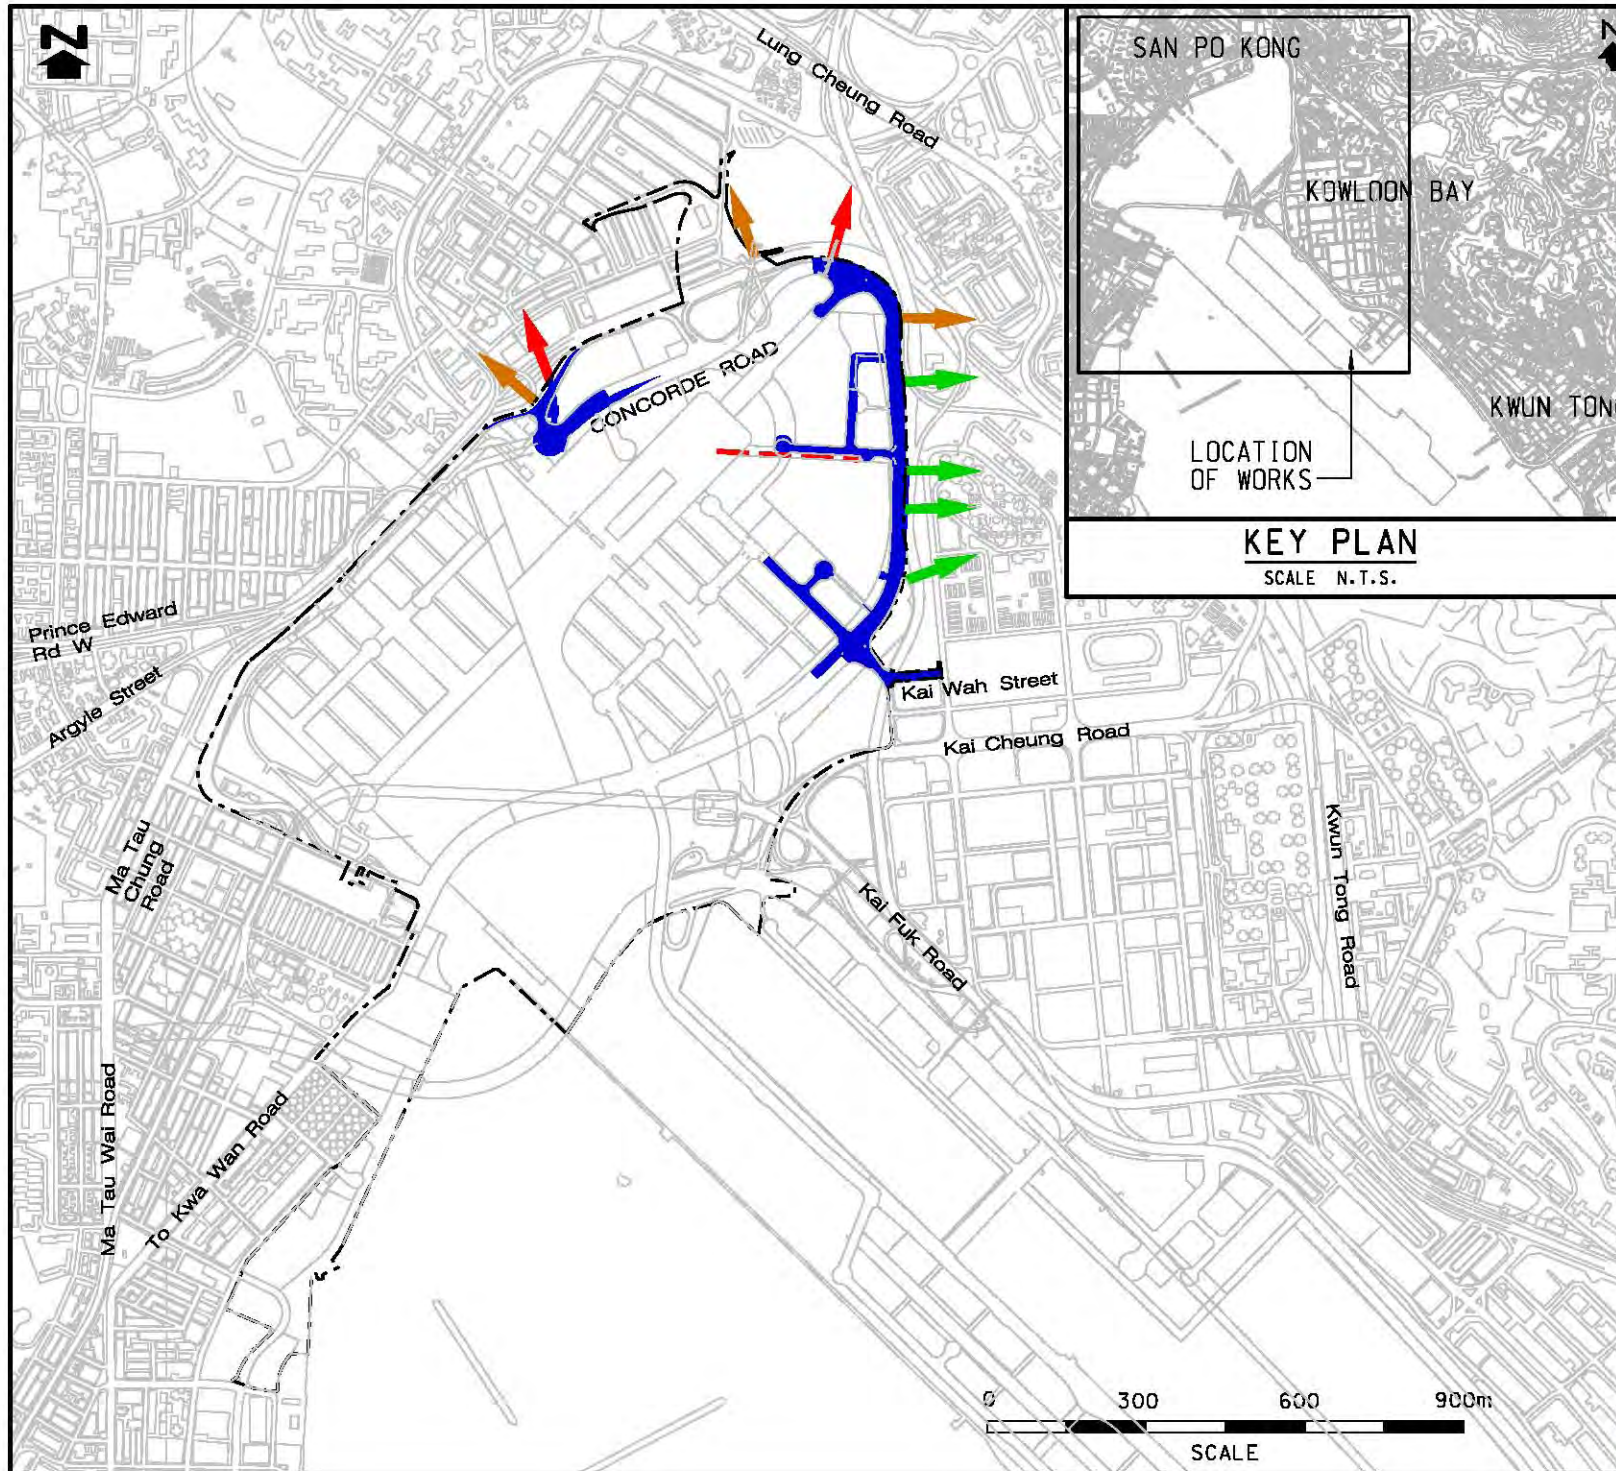 N
Lung Cheung Road
SAN PO KONG
N
KOWLOON BAY
KWUN TON
LOCATION
OF WORKS
KEY PLAN
SCALE N.T.S.
CONCORDE ROAD
Prince Edward
Rd W
Argyle Street
Kai Wah Street
Kai Cheung Road
Ma Tau
Chung
Road
Kai Fuk Road
Kwun Tong Road
Ma Tau Wai Road
To Kwa Wan Road
0 300 600 900m
SCALE